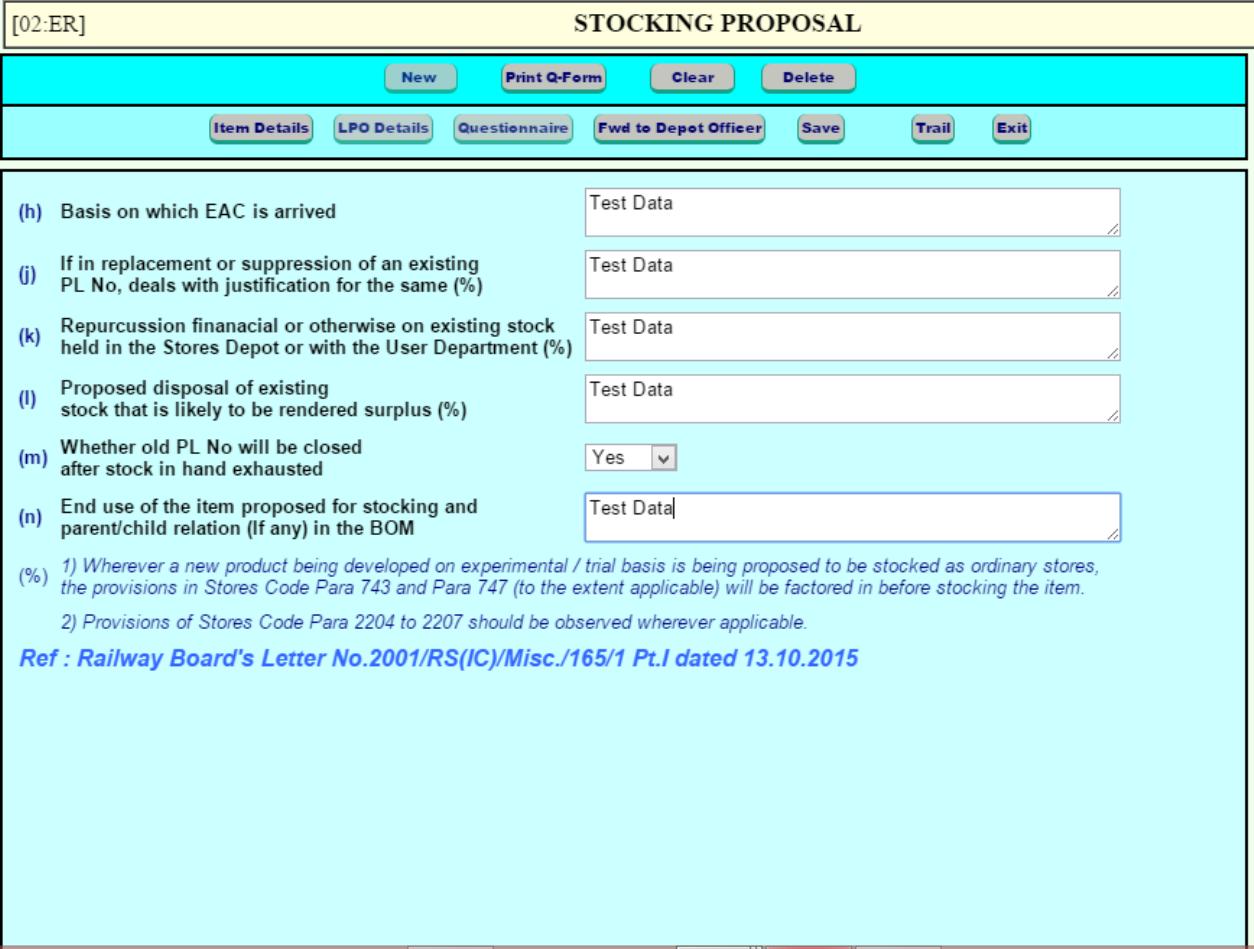 [02:ER] STOCKING PROPOSAL
New Print Q-Form Clear Delete
Item Details LPO Details Questionnaire Fwd to Depot Officer Save Trail Exit
(h) Basis on which EAC is arrived Test Data
(j) If in replacement or suppression of an existing
PL No, deals with justification for the same (%) Test Data
(k) Repurcussion finanacial or otherwise on existing stock
held in the Stores Depot or with the User Department (%) Test Data
(l) Proposed disposal of existing
stock that is likely to be rendered surplus (%) Test Data
(m) Whether old PL No will be closed
after stock in hand exhausted Yes
(n) End use of the item proposed for stocking and
parent/child relation (If any) in the BOM Test Data
(%) 1) Wherever a new product being developed on experimental / trial basis is being proposed to be stocked as ordinary stores,
the provisions in Stores Code Para 743 and Para 747 (to the extent applicable) will be factored in before stocking the item.
2) Provisions of Stores Code Para 2204 to 2207 should be observed wherever applicable.
Ref : Railway Board's Letter No.2001/RS(IC)/Misc./165/1 Pt.I dated 13.10.2015